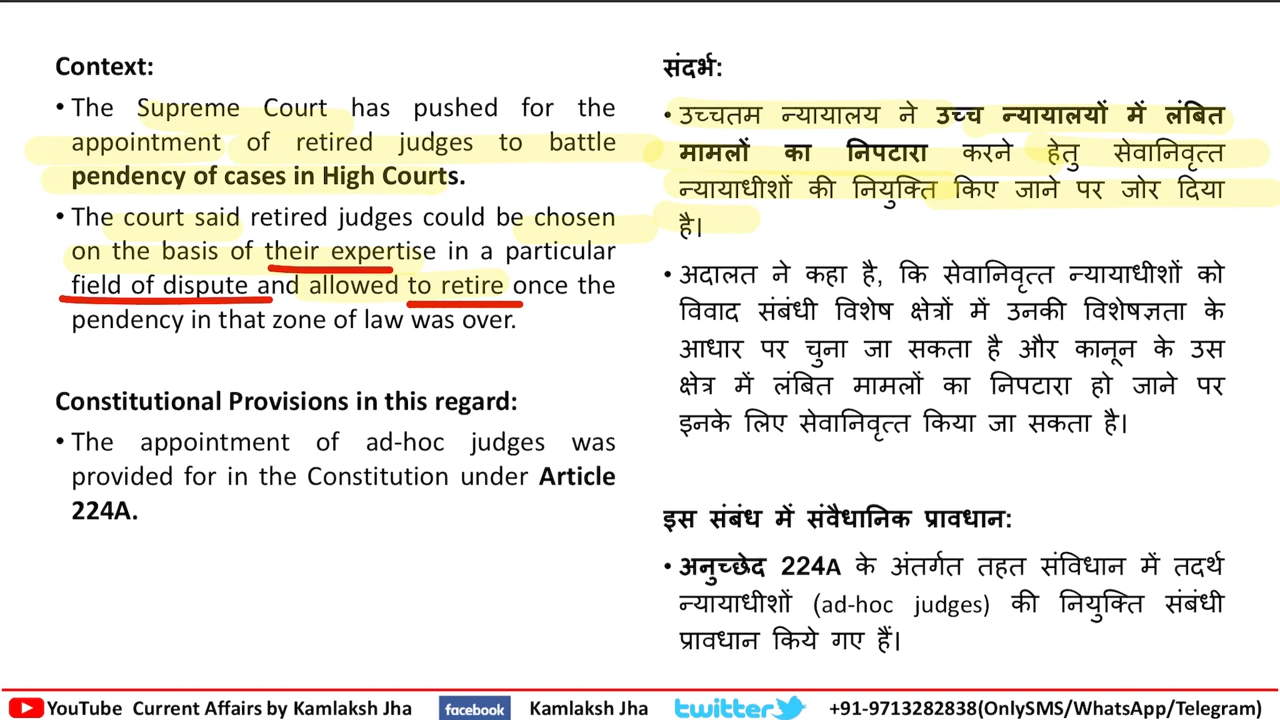 Context:
• The Supreme Court has pushed for the
appointment of retired judges to battle
pendency of cases in High Courts.
• The court said retired judges could be chosen
on the basis of their expertise in a particular
field of dispute and allowed to retire once the
pendency in that zone of law was over.
Constitutional Provisions in this regard:
• The appointment of ad-hoc judges was
provided for in the Constitution under Article
224A.
संदर्भ:
• उच्चतम न्यायालय ने उच्च न्यायालयों में लंबित
मामलों का निपटारा करने हेतु सेवानिवृत्त
न्यायाधीशों की नियुक्ति किए जाने पर जोर दिया
है।
• अदालत ने कहा है, कि सेवानिवृत्त न्यायाधीशों को
विवाद संबंधी विशेष क्षेत्रों में उनकी विशेषज्ञता के
आधार पर चुना जा सकता है और कानून के उस
क्षेत्र में लंबित मामलों का निपटारा हो जाने पर
इनके लिए सेवानिवृत्त किया जा सकता है।
इस संबंध में संवैधानिक प्रावधान:
• अनुच्छेद 224A के अंतर्गत तहत संविधान में तदर्थ
न्यायाधीशों (ad-hoc judges) की नियुक्ति संबंधी
प्रावधान किये गए हैं।
YouTube Current Affairs by Kamlaksh Jha facebook Kamlaksh Jha twitter +91-9713282838(OnlySMS/WhatsApp/Telegram)